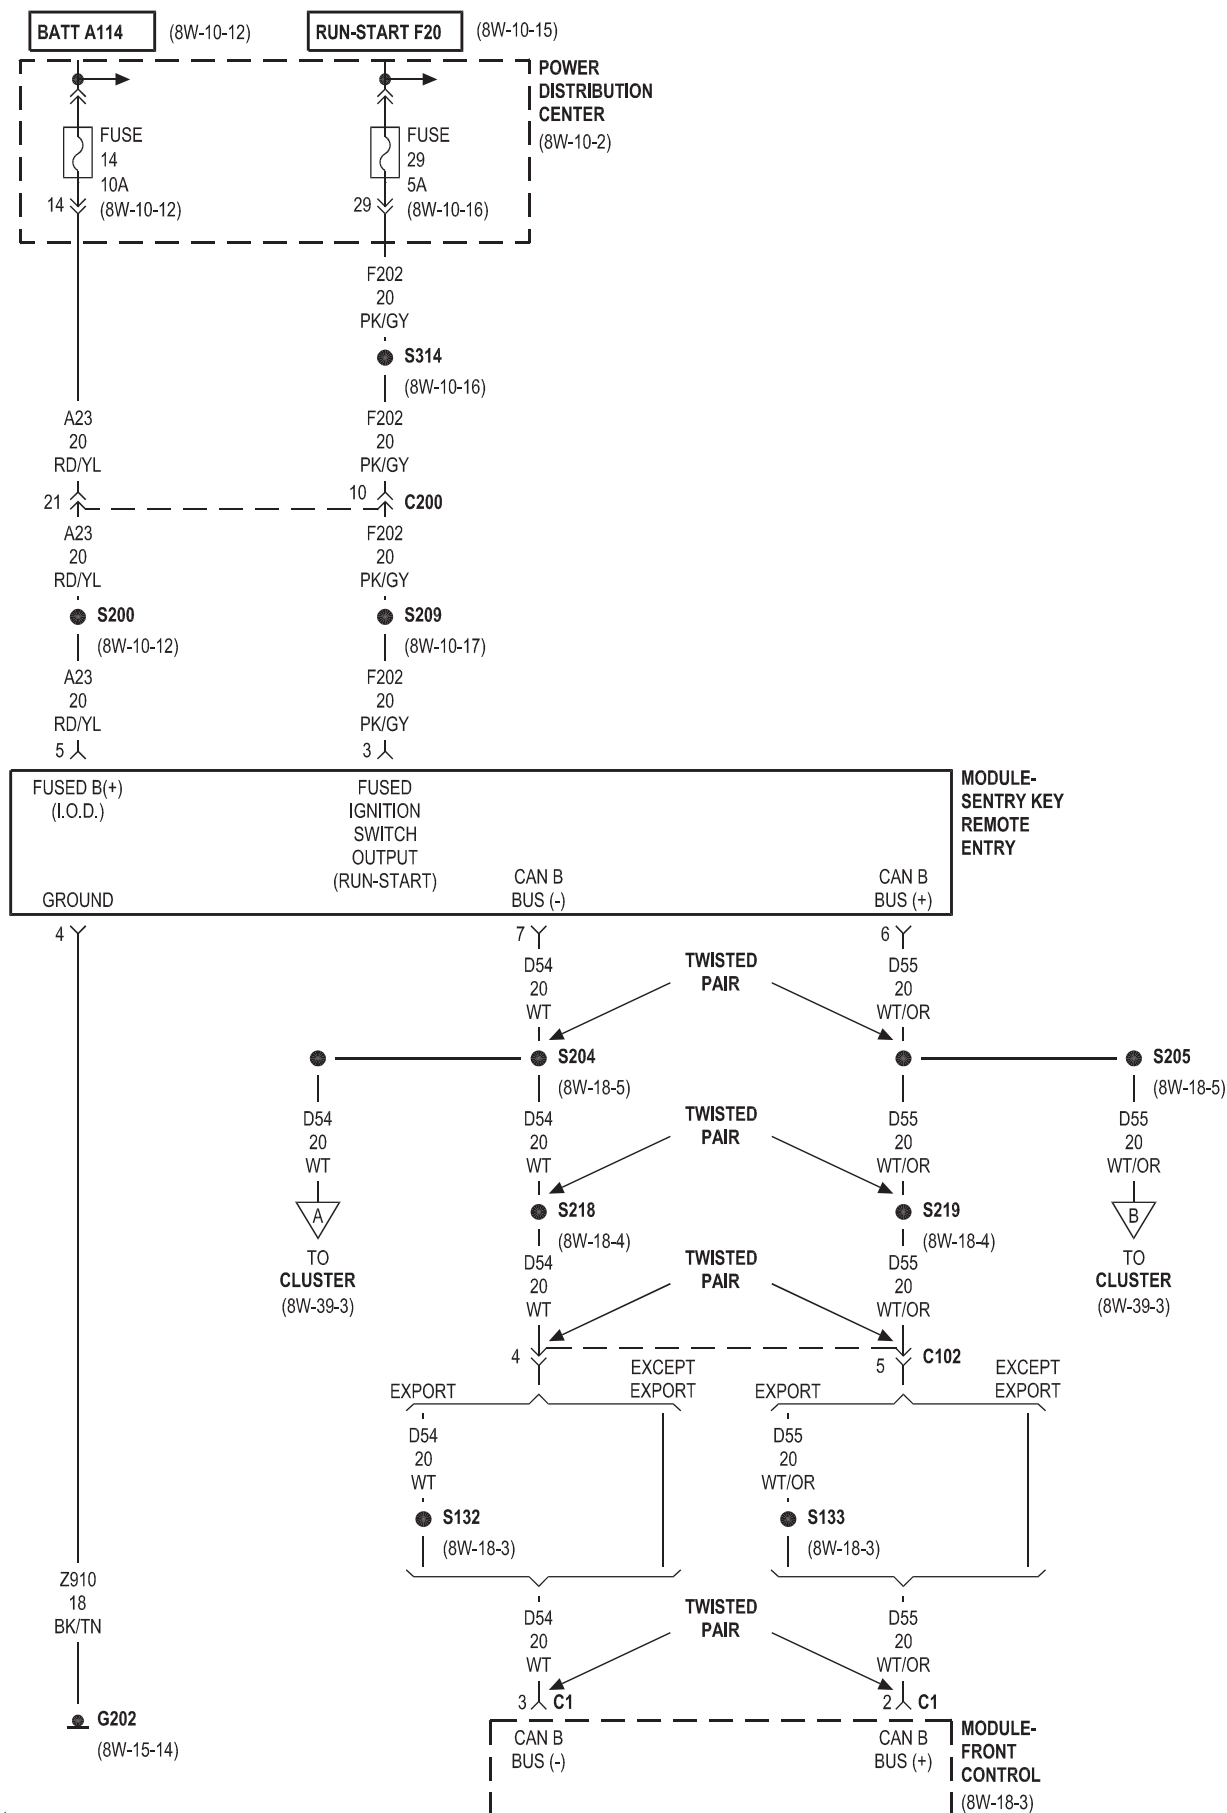 BATT A114 (8W-10-12) RUN-START F20 (8W-10-15)
POWER
DISTRIBUTION
CENTER
(8W-10-2)
FUSE
14
10A
(8W-10-12)
14
FUSE
29
5A
(8W-10-16)
29
F202
20
PK/GY
S314
(8W-10-16)
A23
20
RD/YL
F202
20
PK/GY
21
10
C200
A23
20
RD/YL
F202
20
PK/GY
S200
(8W-10-12)
S209
(8W-10-17)
A23
20
RD/YL
F202
20
PK/GY
5
3
FUSED B(+)
(I.O.D.)
FUSED
IGNITION
SWITCH
OUTPUT
(RUN-START)
MODULE-
SENTRY KEY
REMOTE
ENTRY
GROUND
CAN B
BUS (-)
CAN B
BUS (+)
4
7
6
D54
20
WT
TWISTED
PAIR
D55
20
WT/OR
S204
(8W-18-5)
S205
(8W-18-5)
D54
20
WT
D54
20
WT
TWISTED
PAIR
D55
20
WT/OR
D55
20
WT/OR
A
TO
CLUSTER
(8W-39-3)
S218
(8W-18-4)
S219
(8W-18-4)
B
TO
CLUSTER
(8W-39-3)
D54
20
WT
TWISTED
PAIR
D55
20
WT/OR
4
5
C102
EXPORT
EXCEPT
EXPORT
EXPORT
EXCEPT
EXPORT
D54
20
WT
D55
20
WT/OR
S132
(8W-18-3)
S133
(8W-18-3)
Z910
18
BK/TN
D54
20
WT
TWISTED
PAIR
D55
20
WT/OR
3 C1
2 C1
G202
(8W-15-14)
CAN B
BUS (-)
CAN B
BUS (+)
MODULE-
FRONT
CONTROL
(8W-18-3)